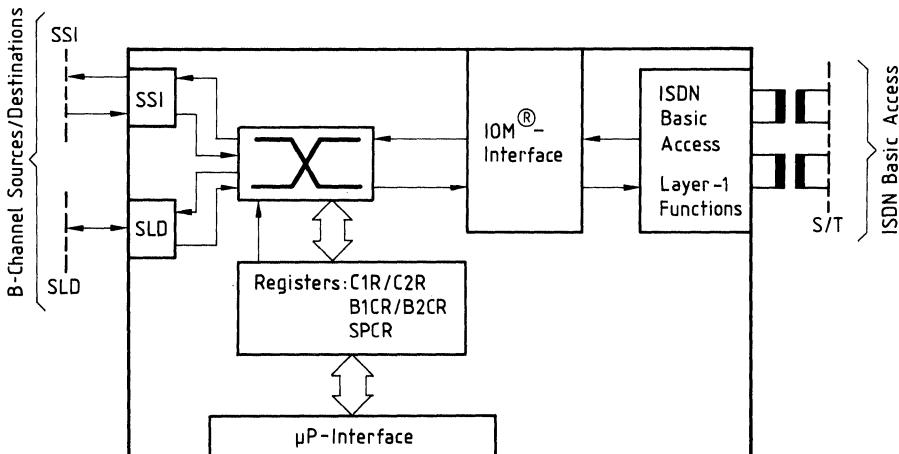 B-Channel Sources/Destinations
SSI
SSI
SLD
SLD
IOM®-
Interface
ISDN
Basic
Access
Layer-1
Functions
S/T
ISDN Basic Access
Registers: C1R/C2R
B1CR/B2CR
SPCR
µP-Interface